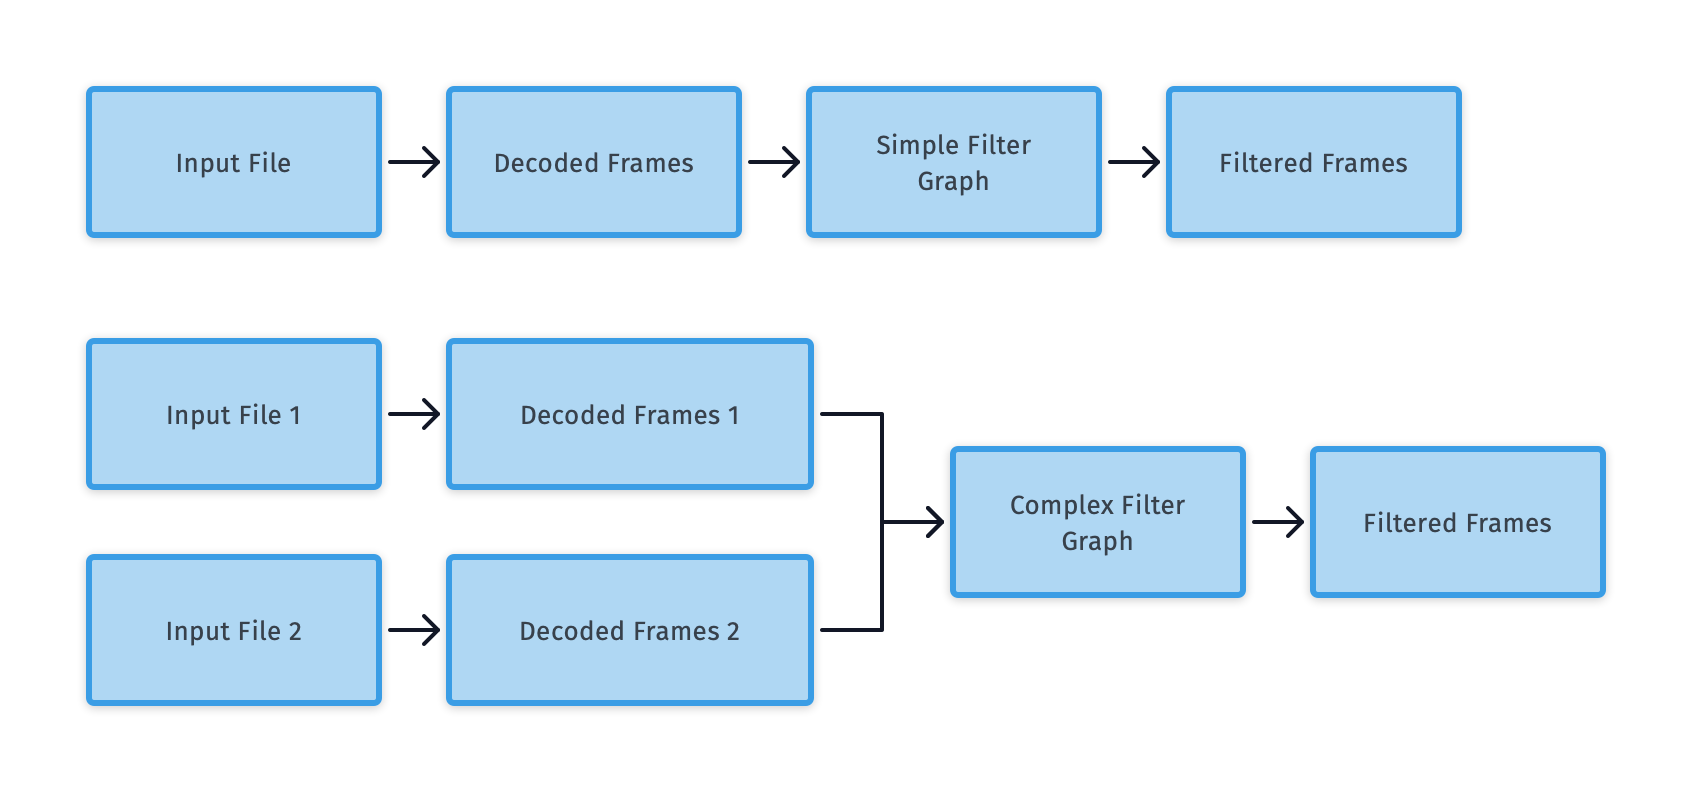 Input File
Decoded Frames
Simple Filter
Graph
Filtered Frames
Input File 1
Decoded Frames 1
Input File 2
Decoded Frames 2
Complex Filter
Graph
Filtered Frames